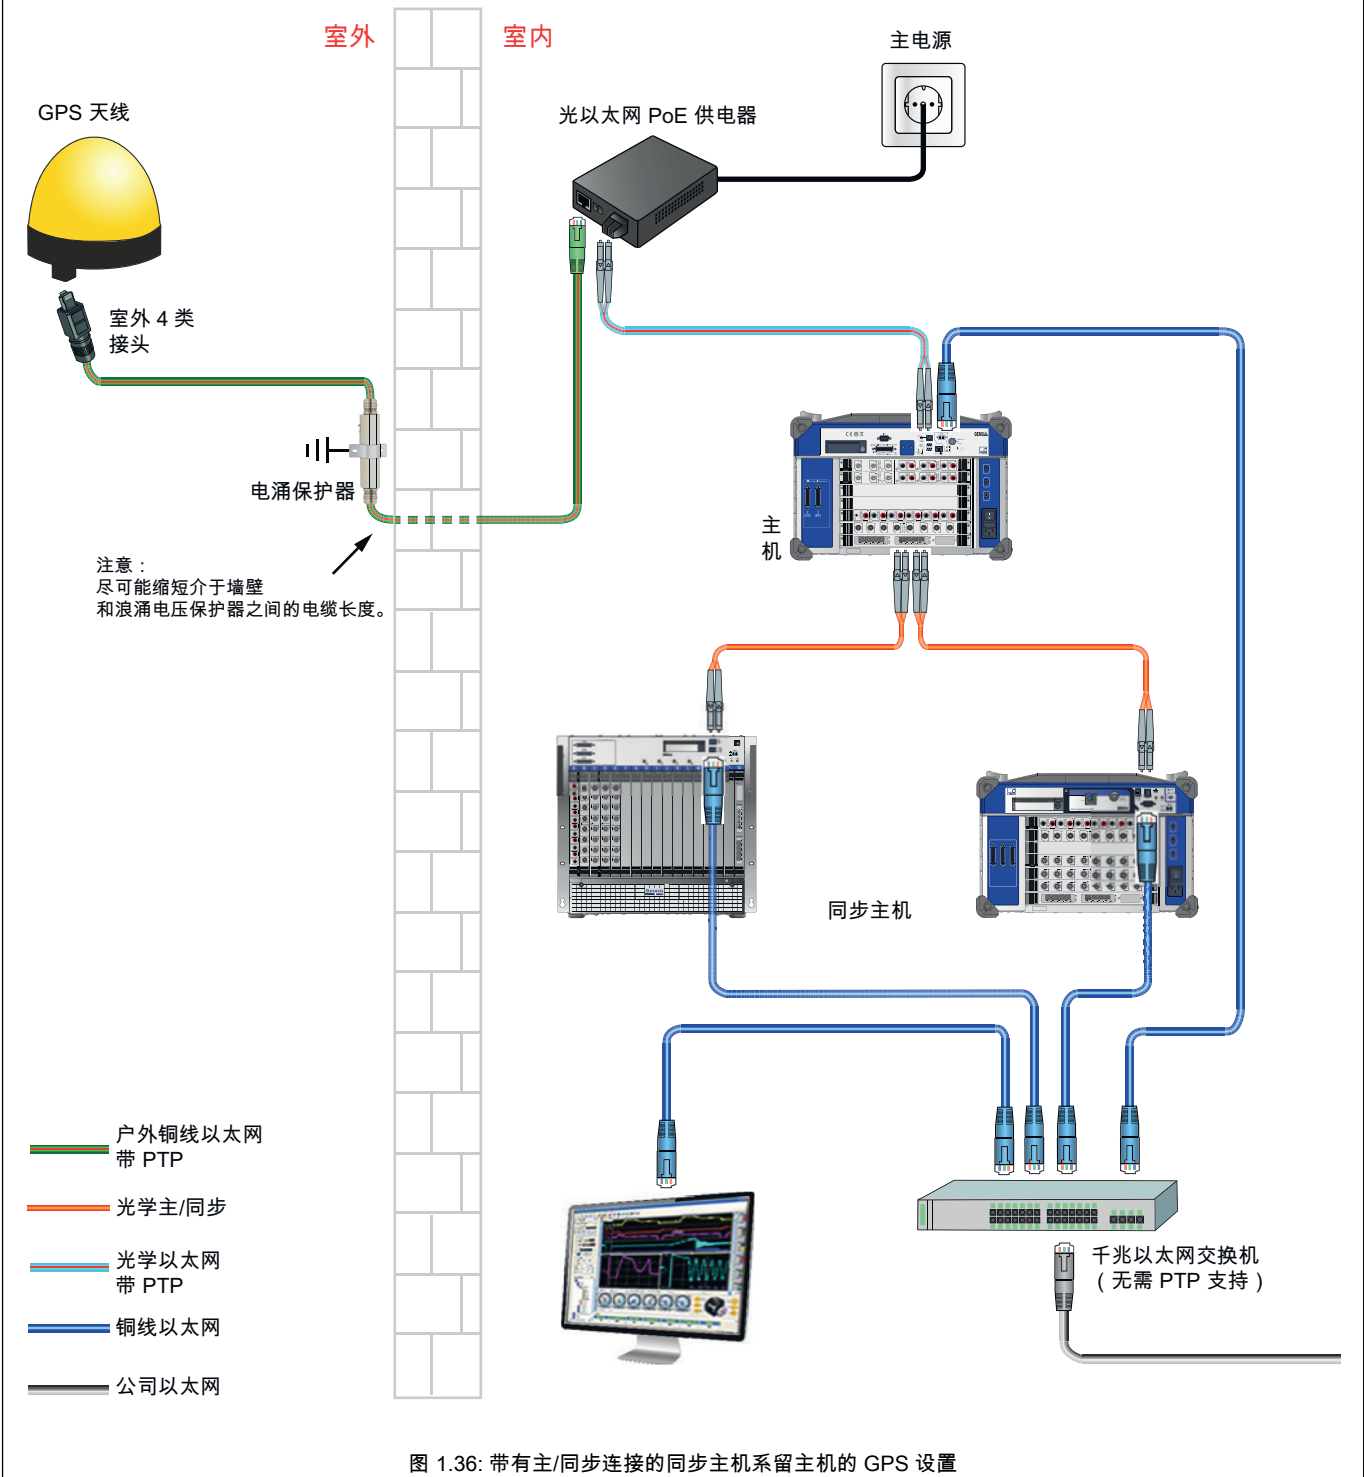 室外
室内
主电源
GPS 天线
光以太网 PoE 供电器
室外 4 类
接头
电涌保护器
主
机
注意：
尽可能缩短介于墙壁
和浪涌电压保护器之间的电缆长度。
同步主机
户外铜线以太网
带 PTP
光学主/同步
光学以太网
带 PTP
铜线以太网
公司以太网
千兆以太网交换机
（无需 PTP 支持）
图 1.36: 带有主/同步连接的同步主机系留主机的 GPS 设置